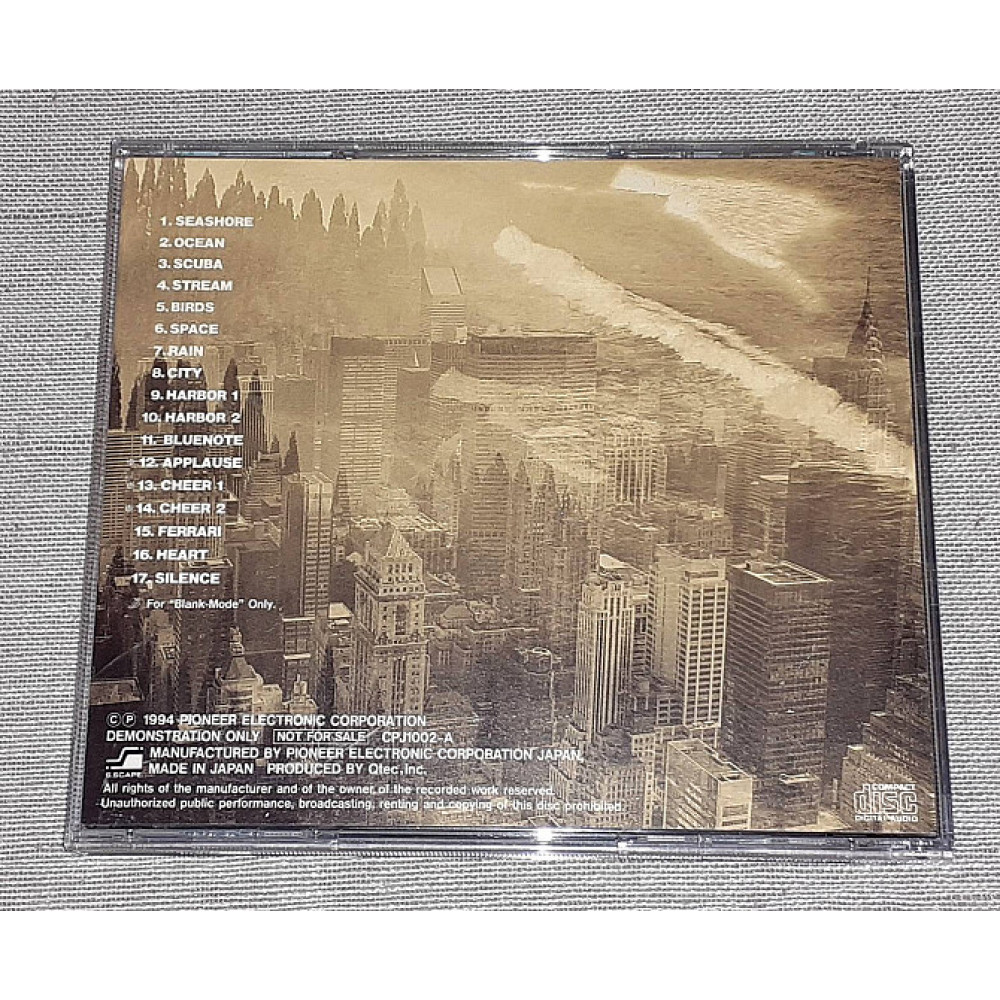 1. SEASHORE
2. OCEAN
3. SCUBA
4. STREAM
5. BIRDS
6. SPACE
7. RAIN
8. CITY
9. HARBOR 1
10. HARBOR 2
11. BLUENOTE
12. APPLAUSE
13. CHEER 1
14. CHEER 2
15. FERRARI
16. HEART
17. SILENCE
For "Blank-Mode" Only.
©Ⓟ 1994 PIONEER ELECTRONIC CORPORATION
DEMONSTRATION ONLY NOT FOR SALE CPJ1002-A
MANUFACTURED BY PIONEER ELECTRONIC CORPORATION JAPAN,
S.SCAPE MADE IN JAPAN PRODUCED BY Qtec,Inc.
All rights of the manufacturer and of the owner of the recorded work reserved.
Unauthorized public performance, broadcasting, renting and copying of this disc prohibited.
COMPACT
disc
DIGITAL AUDIO